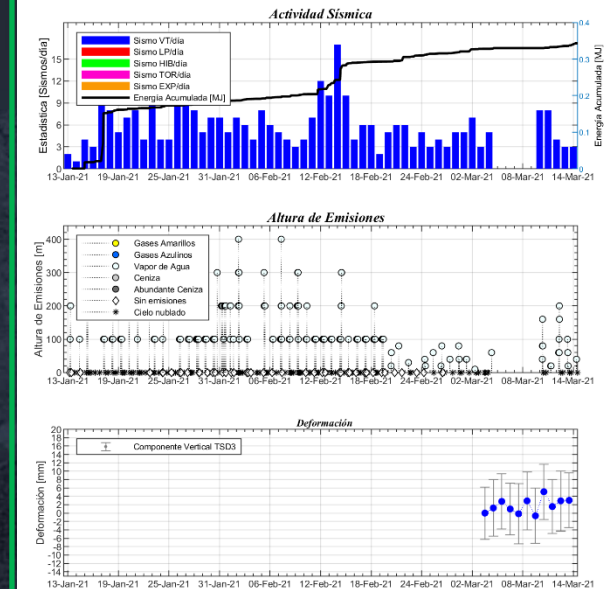 Actividad Sísmica
Estadística [Sismos/día]
15
12
9
6
3
0
Sismo VT/día
Sismo LP/día
Sismo HIB/día
Sismo TOR/día
Sismo EXP/día
Energía Acumulada [MJ]
0.4
0.3
0.2
0.1
0
Energía Acumulada [MJ]
13-Jan-21 19-Jan-21 25-Jan-21 31-Jan-21 06-Feb-21 12-Feb-21 18-Feb-21 24-Feb-21 02-Mar-21 08-Mar-21 14-Mar-21
Altura de Emisiones
Altura de Emisiones [m]
400
300
200
100
0
Gases Amarillos
Gases Azulinos
Vapor de Agua
Ceniza
Abundante Ceniza
Sin emisiones
Cielo nublado
13-Jan-21 19-Jan-21 25-Jan-21 31-Jan-21 06-Feb-21 12-Feb-21 18-Feb-21 24-Feb-21 02-Mar-21 08-Mar-21 14-Mar-21
Deformación
Deformación [mm]
20
18
16
14
12
10
8
6
4
2
0
-2
-4
-6
-8
-10
-12
-14
Componente Vertical TSD3
13-Jan-21 19-Jan-21 25-Jan-21 31-Jan-21 06-Feb-21 12-Feb-21 18-Feb-21 24-Feb-21 02-Mar-21 08-Mar-21 14-Mar-21